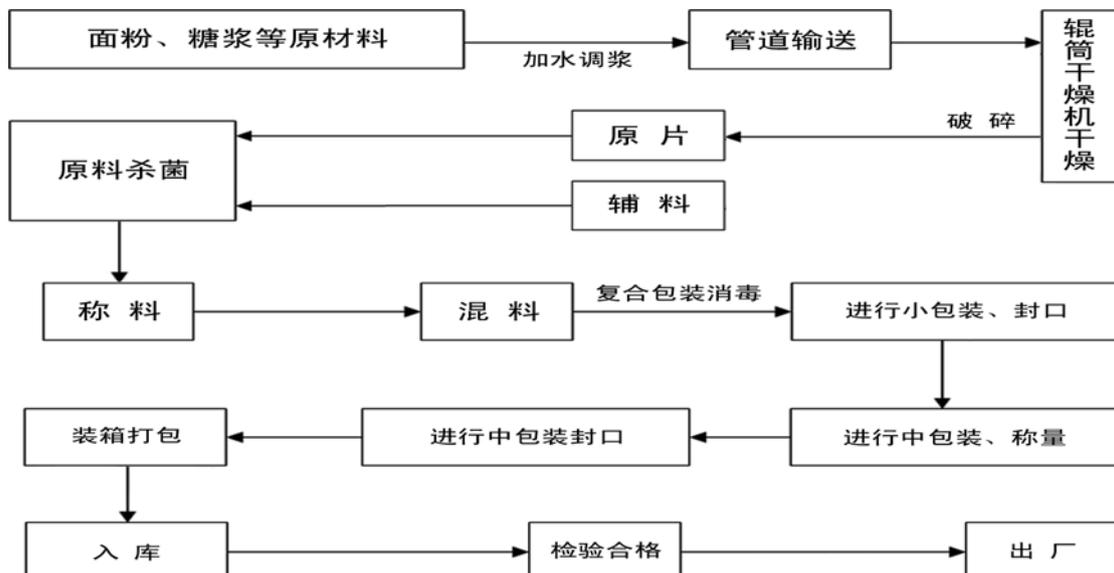 面粉、糖浆等原材料
加水调浆
管道输送
辊筒干燥机干燥
破 碎
原 片
原料杀菌
辅 料
称 料
混 料
复合包装消毒
进行小包装、封口
装箱打包
进行中包装封口
进行中包装、称量
入 库
检验合格
出 厂